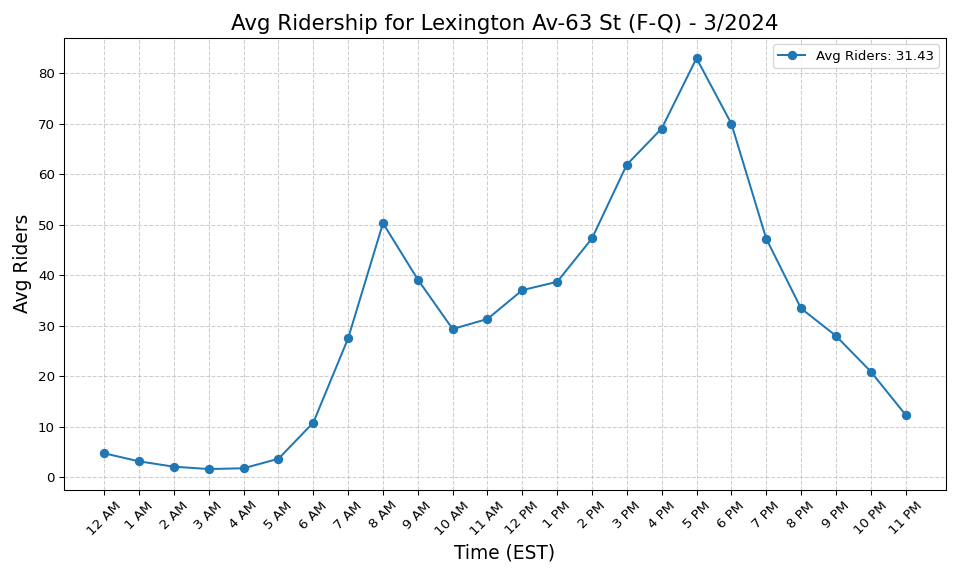 Avg Ridership for Lexington Av-63 St (F-Q) - 3/2024
Avg Riders: 31.43
Avg Riders
80
70
60
50
40
30
20
10
0
12 AM
1 AM
2 AM
3 AM
4 AM
5 AM
6 AM
7 AM
8 AM
9 AM
10 AM
11 AM
12 PM
1 PM
2 PM
3 PM
4 PM
5 PM
6 PM
7 PM
8 PM
9 PM
10 PM
11 PM
Time (EST)